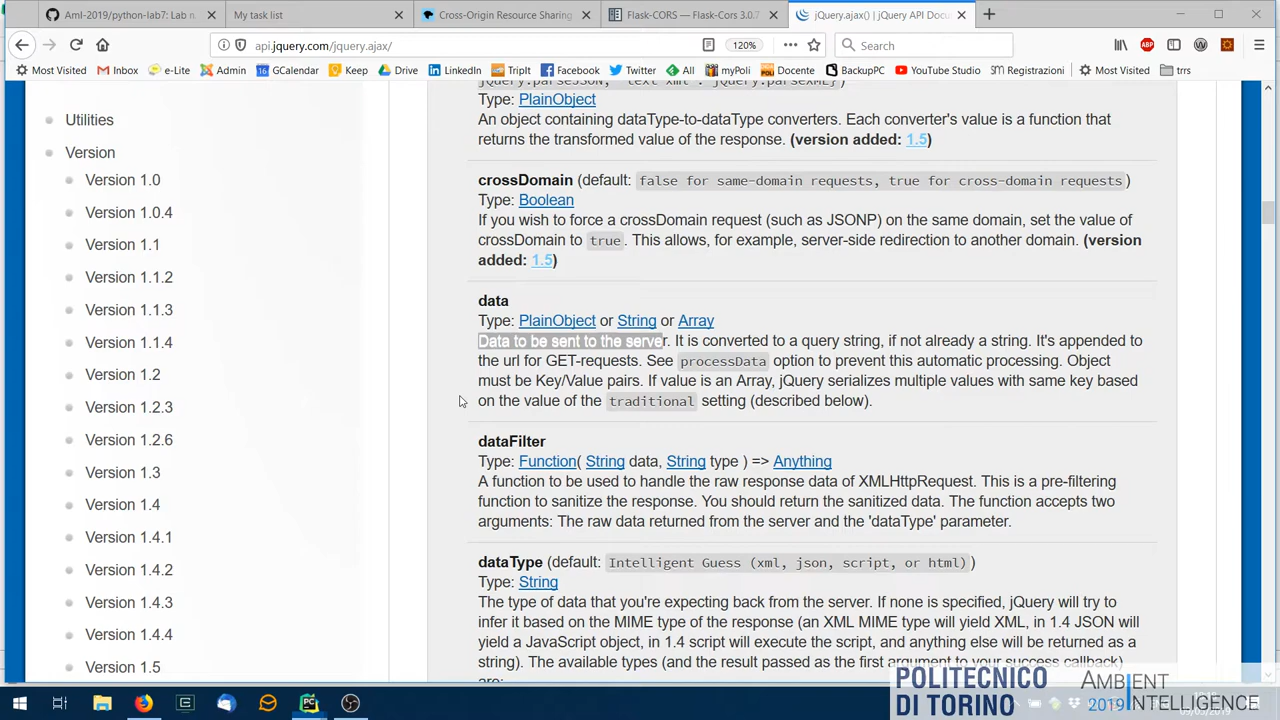 AmI-2019/python-lab7: Lab n
My task list
Cross-Origin Resource Sharing
Flask-CORS — Flask-Cors 3.0.7
jQuery.ajax() | jQuery API Docu
api.jquery.com/jquery.ajax/
120%
Search
Most Visited
Inbox
e-Lite
Admin
GCalendar
Keep
Drive
LinkedIn
TripIt
Facebook
Twitter
All
myPoli
Docente
BackupPC
YouTube Studio
Registrazioni
Most Visited
trrs
Utilities
Version
Version 1.0
Version 1.0.4
Version 1.1
Version 1.1.2
Version 1.1.3
Version 1.1.4
Version 1.2
Version 1.2.3
Version 1.2.6
Version 1.3
Version 1.4
Version 1.4.1
Version 1.4.2
Version 1.4.3
Version 1.4.4
Version 1.5
jQuery.parseJSON, "text xml": jQuery.parseXML})
Type: PlainObject
An object containing dataType-to-dataType converters. Each converter's value is a function that
returns the transformed value of the response. (version added: 1.5)
crossDomain (default: false for same-domain requests, true for cross-domain requests)
Type: Boolean
If you wish to force a crossDomain request (such as JSONP) on the same domain, set the value of
crossDomain to true. This allows, for example, server-side redirection to another domain. (version
added: 1.5)
data
Type: PlainObject or String or Array
Data to be sent to the server. It is converted to a query string, if not already a string. It's appended to
the url for GET-requests. See processData option to prevent this automatic processing. Object
must be Key/Value pairs. If value is an Array, jQuery serializes multiple values with same key based
on the value of the traditional setting (described below).
dataFilter
Type: Function( String data, String type ) => Anything
A function to be used to handle the raw response data of XMLHttpRequest. This is a pre-filtering
function to sanitize the response. You should return the sanitized data. The function accepts two
arguments: The raw data returned from the server and the 'dataType' parameter.
dataType (default: Intelligent Guess (xml, json, script, or html))
Type: String
The type of data that you're expecting back from the server. If none is specified, jQuery will try to
infer it based on the MIME type of the response (an XML MIME type will yield XML, in 1.4 JSON will
yield a JavaScript object, in 1.4 script will execute the script, and anything else will be returned as a
string). The available types (and the result passed as the first argument to your success callback)
are:
POLITECNICO
DI TORINO
AMBIENT
2019 INTELLIGENCE